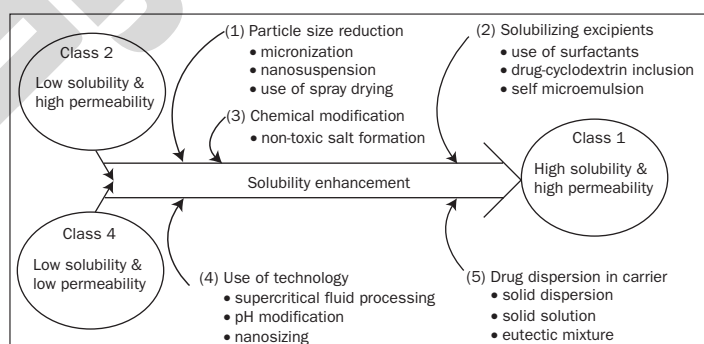 Class 2
Low solubility &
high permeability
(1) Particle size reduction
• micronization
• nanosuspension
• use of spray drying
(2) Solubilizing excipients
• use of surfactants
• drug-cyclodextrin inclusion
• self microemulsion
(3) Chemical modification
• non-toxic salt formation
Class 1
High solubility &
high permeability
Solubility enhancement
Class 4
Low solubility &
low permeability
(4) Use of technology
• supercritical fluid processing
• pH modification
• nanosizing
(5) Drug dispersion in carrier
• solid dispersion
• solid solution
• eutectic mixture